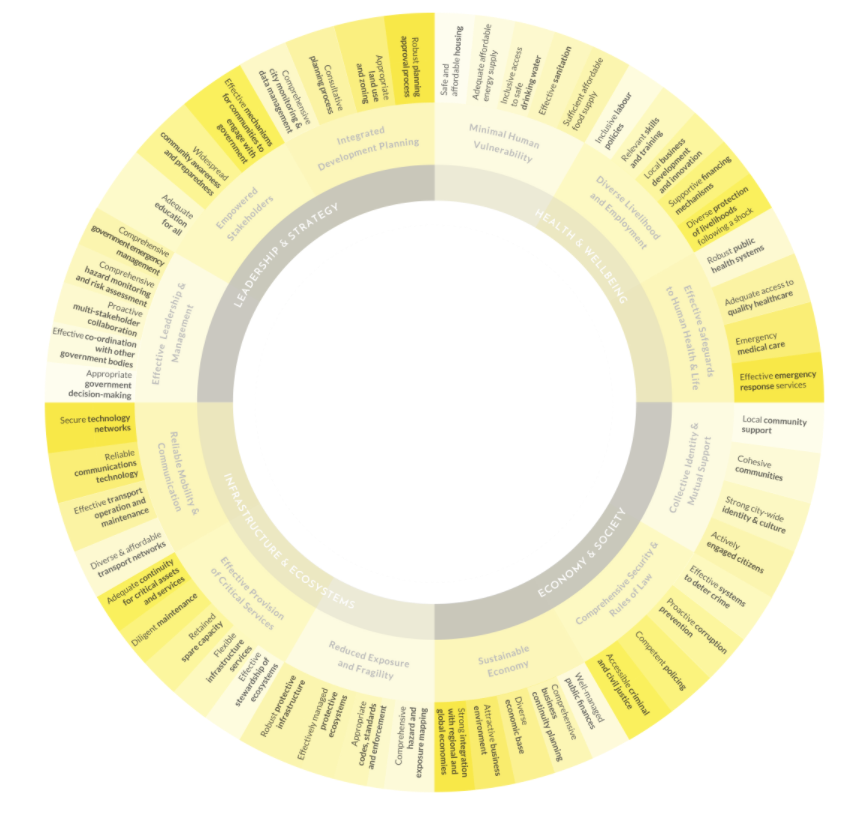 HEALTH & WELLBEING
Minimal Human
Vulnerability
Safe and
affordable housing
Adequate affordable
energy supply
Inclusive access
to safe
drinking water
Effective sanitation
Sufficient affordable
food supply
Diverse Livelihood
and Employment
Inclusive labour
policies
Relevant skills
and training
Local business
development
and innovation
Supportive financing
mechanisms
Diverse protection
of livelihoods
following a shock
Effective Safeguards
to Human Health & Life
Robust public
health systems
Adequate access to
quality healthcare
Emergency
medical care
Effective emergency
response services
ECONOMY & SOCIETY
Collective Identity &
Mutual Support
Local community
support
Cohesive
communities
Strong city-wide
identity & culture
Actively
engaged citizens
Comprehensive Security &
Rules of Law
Effective systems
to deter crime
Proactive corruption
prevention
Competent policing
Accessible criminal
and civil justice
Sustainable
Economy
Well-managed
public finances
Comprehensive
business
continuity planning
Diverse
economic base
Attractive business
environment
Strong integration
with regional and
global economies
INFRASTRUCTURE & ECOSYSTEMS
Reduced Exposure
and Fragility
Comprehensive
hazard and
exposure mapping
Appropriate
codes, standards
and enforcement
Effectively managed
protective
ecosystems
Robust protective
infrastructure
Effective Provision
of Critical Services
Effective
stewardship of
ecosystems
Flexible
infrastructure
services
Retained
spare capacity
Diligent maintenance
Adequate continuity
for critical assets
and services
Reliable Mobility &
Communication
Diverse & affordable
transport networks
Effective transport
operation and
maintenance
Reliable
communications
technology
Secure technology
networks
LEADERSHIP & STRATEGY
Effective Leadership &
Management
Appropriate
government
decision-making
Effective co-ordination
with other
government bodies
Proactive
multi-stakeholder
collaboration
Comprehensive
hazard monitoring
and risk assessment
Comprehensive
government emergency
management
Empowered
Stakeholders
Adequate
education
for all
Widespread
community awareness
and preparedness
Effective mechanisms
for communities to
engage with
government
Integrated
Development Planning
Comprehensive
city monitoring &
data management
Consultative
planning process
Appropriate
land use
and zoning
Robust planning
approval process